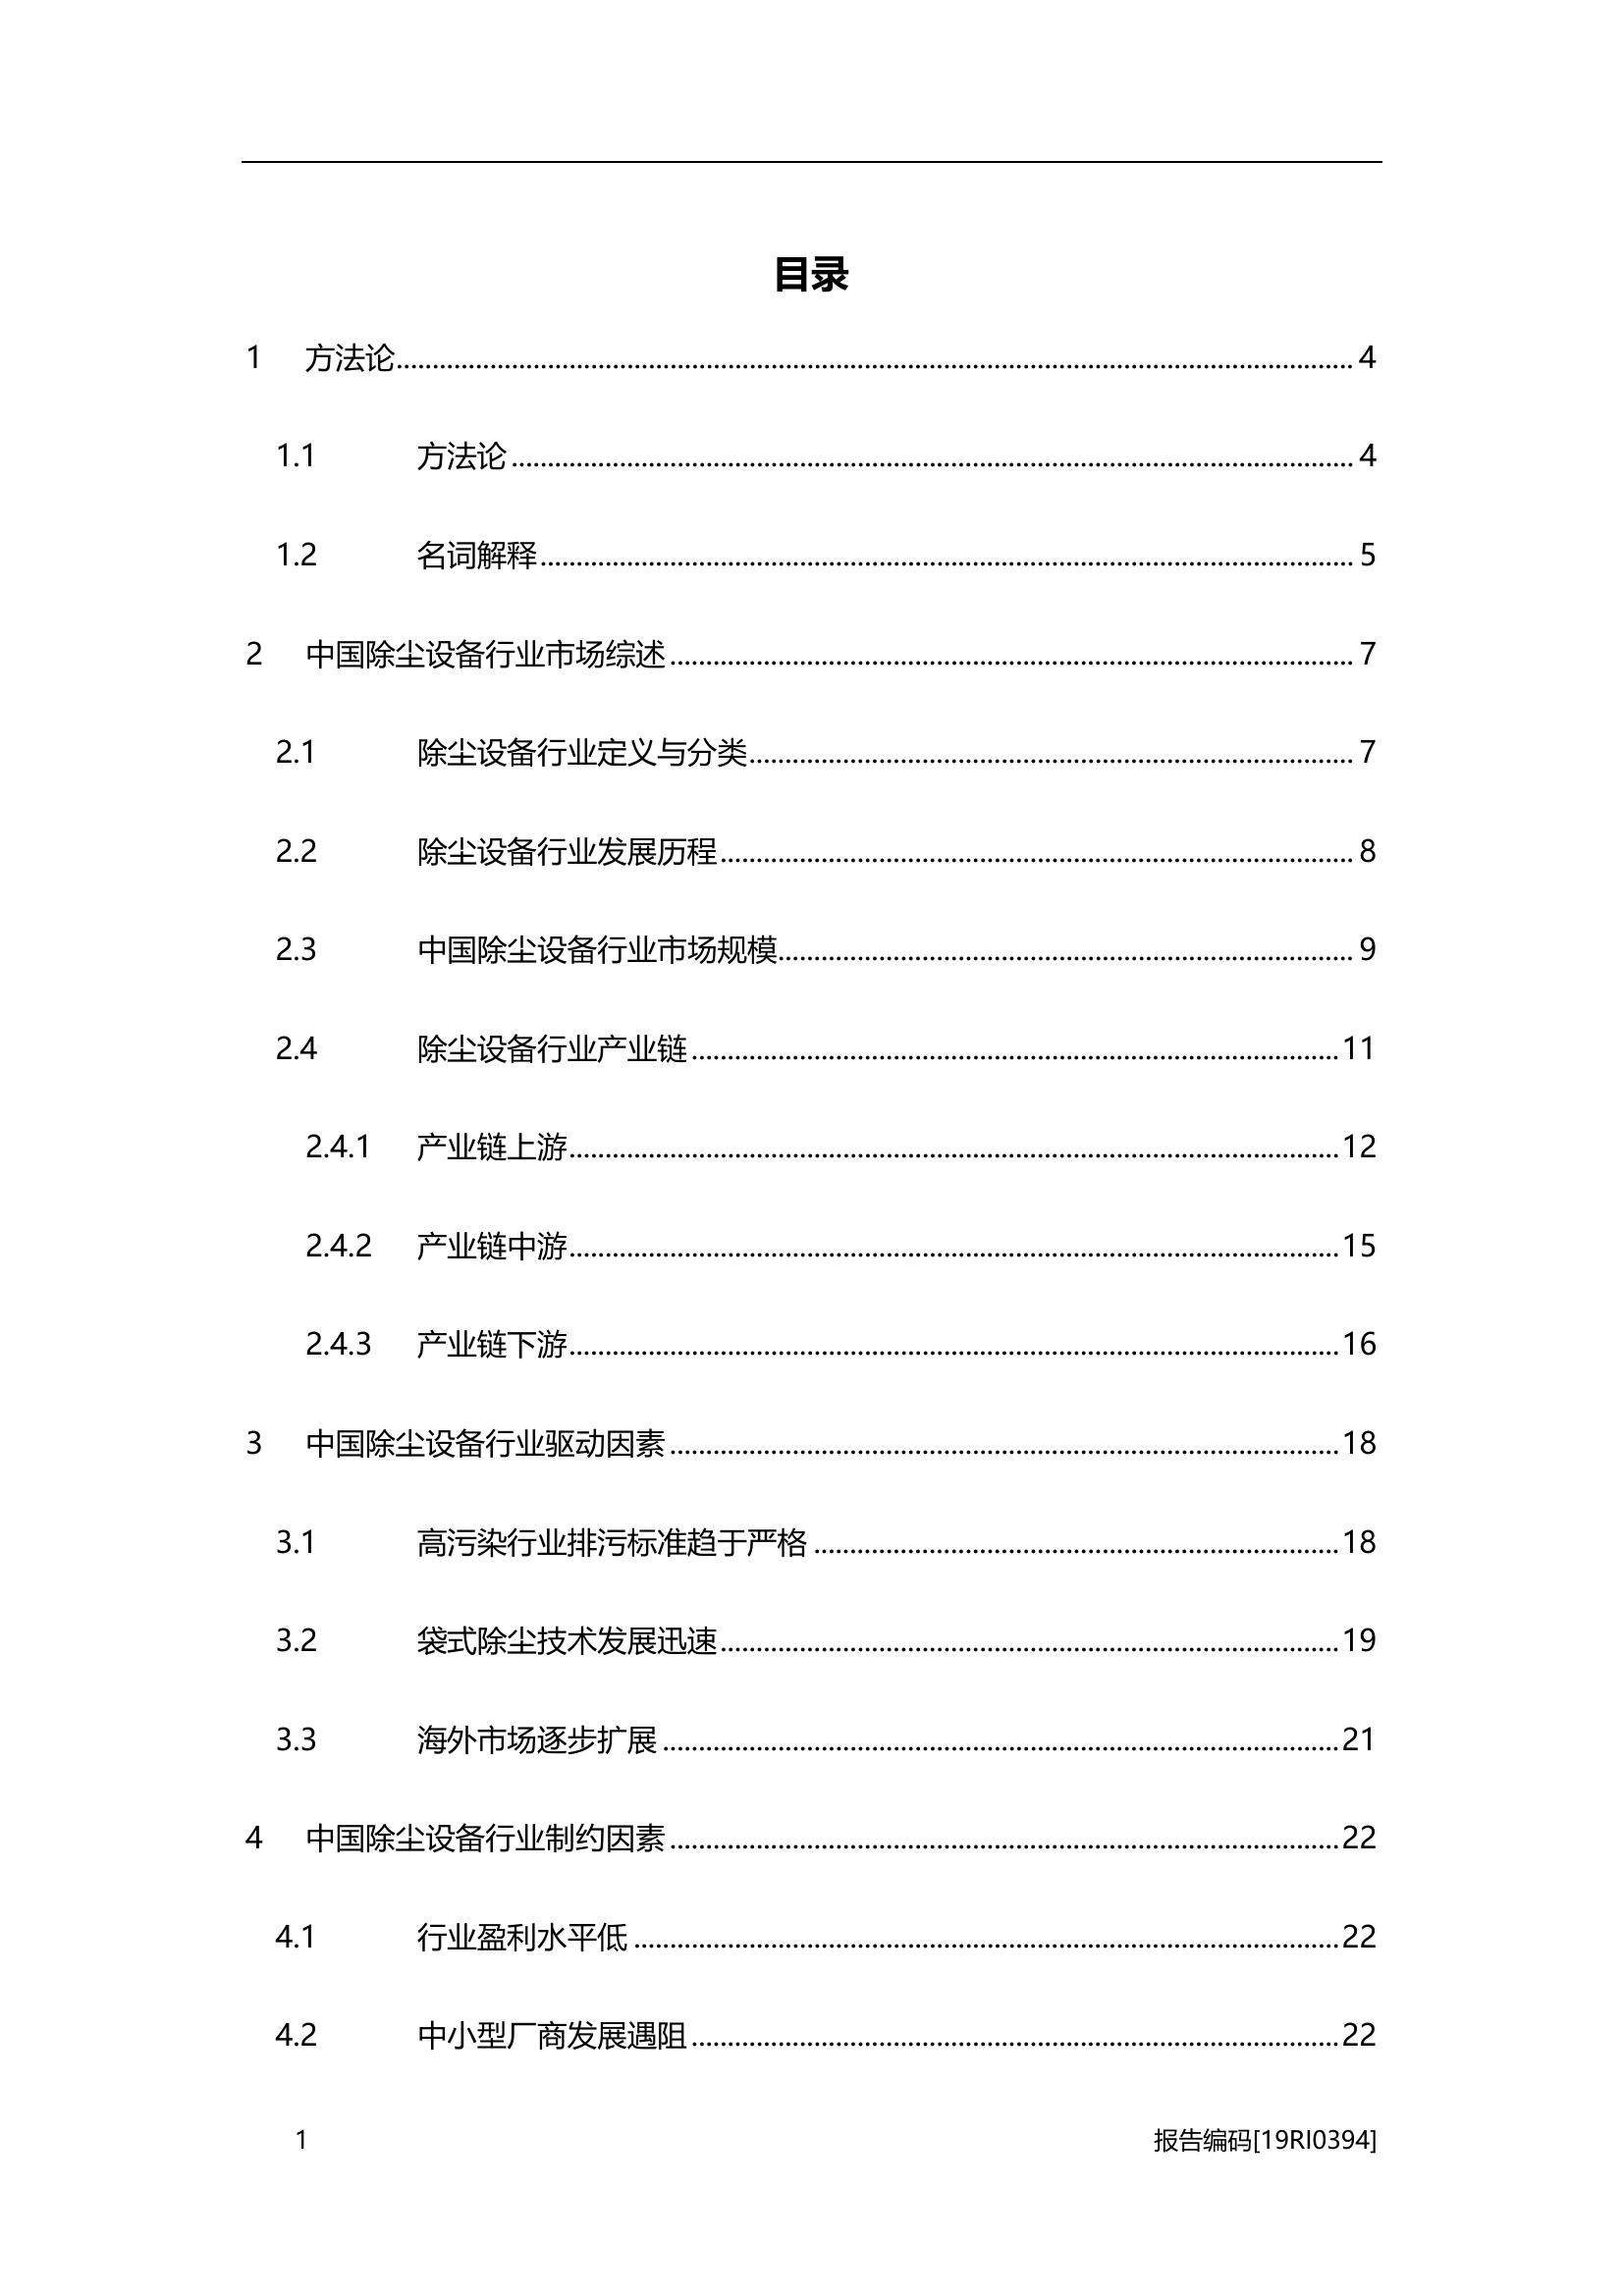 目录
1 方法论 4
1.1 方法论 4
1.2 名词解释 5
2 中国除尘设备行业市场综述 7
2.1 除尘设备行业定义与分类 7
2.2 除尘设备行业发展历程 8
2.3 中国除尘设备行业市场规模 9
2.4 除尘设备行业产业链 11
2.4.1 产业链上游 12
2.4.2 产业链中游 15
2.4.3 产业链下游 16
3 中国除尘设备行业驱动因素 18
3.1 高污染行业排污标准趋于严格 18
3.2 袋式除尘技术发展迅速 19
3.3 海外市场逐步扩展 21
4 中国除尘设备行业制约因素 22
4.1 行业盈利水平低 22
4.2 中小型厂商发展遇阻 22
1 报告编码[19RI0394]